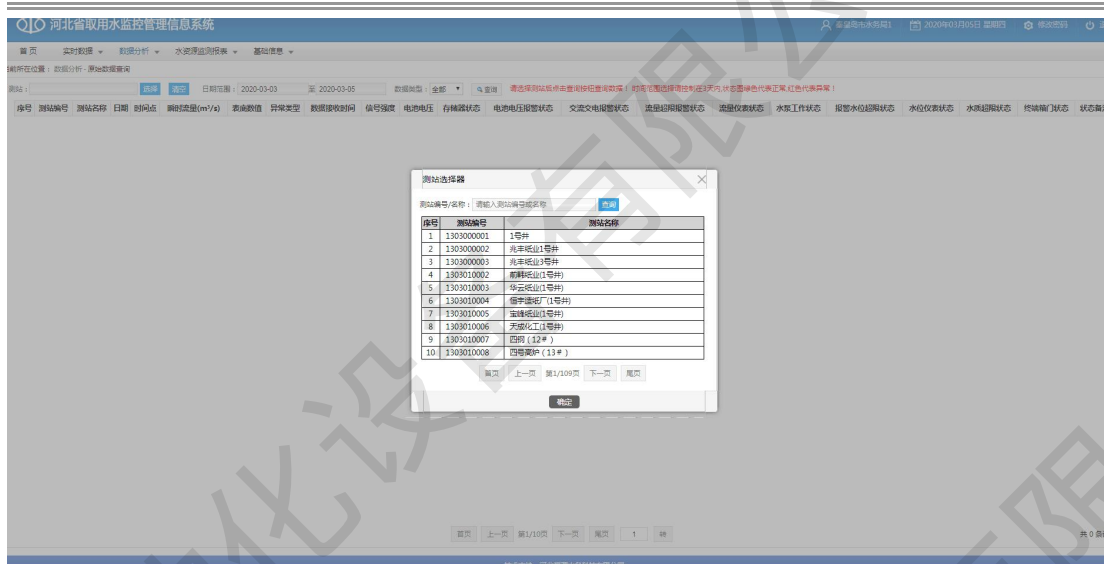 河北省取用水监控管理信息系统
秦皇岛市水务局1 2020年03月05日 星期四 修改密码
首页 实时数据 数据分析 水资源监测报表 基础信息
当前所在位置：数据分析 - 原始数据查询
测站： 选择 清空 日期范围： 2020-03-03 至 2020-03-05 数据类型： 全部 查询 请选择测站后点击查询按钮查询数据！时间范围选择请控制在3天内,状态图绿色代表正常,红色代表异常！
序号 测站编号 测站名称 日期 时间点 瞬时流量(m³/s) 表底数值 异常类型 数据接收时间 信号强度 电池电压 存储器状态 电池电压报警状态 交流交电报警状态 流量超限报警状态 流量仪表状态 水泵工作状态 报警水位超限状态 水位仪表状态 水质超限状态 终端箱门状态 状态备注
测站选择器
测站编号/名称： 请输入测站编号或名称 查询
序号 测站编号 测站名称
1 1303000001 1号井
2 1303000002 兆丰纸业1号井
3 1303000003 兆丰纸业3号井
4 1303010002 前韩纸业(1号井)
5 1303010003 华云纸业(1号井)
6 1303010004 恒宇造纸厂(1号井)
7 1303010005 宝峰纸业(1号井)
8 1303010006 天成化工(1号井)
9 1303010007 四钢（12#）
10 1303010008 四号高炉（13#）
首页 上一页 第1/109页 下一页 尾页
确定
首页 上一页 第1/10页 下一页 尾页 1 转 共 0 条
化设 有限